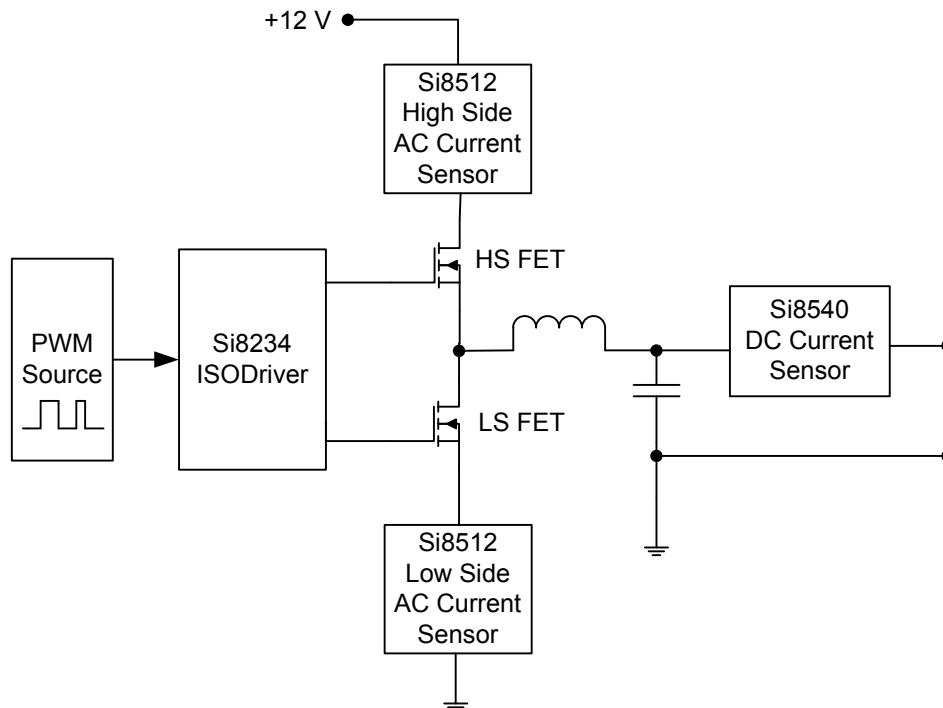 +12 V
Si8512
High Side
AC Current
Sensor
HS FET
PWM
Source
Si8234
ISODriver
Si8540
DC Current
Sensor
LS FET
Si8512
Low Side
AC Current
Sensor